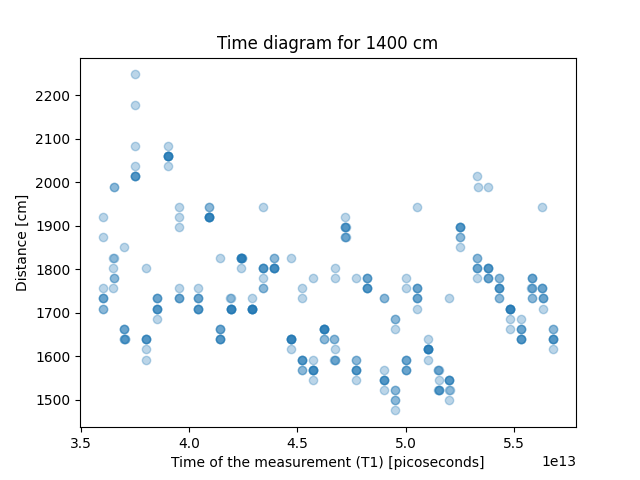 Time diagram for 1400 cm
Distance [cm]
2200
2100
2000
1900
1800
1700
1600
1500
3.5 4.0 4.5 5.0 5.5
1e13
Time of the measurement (T1) [picoseconds]